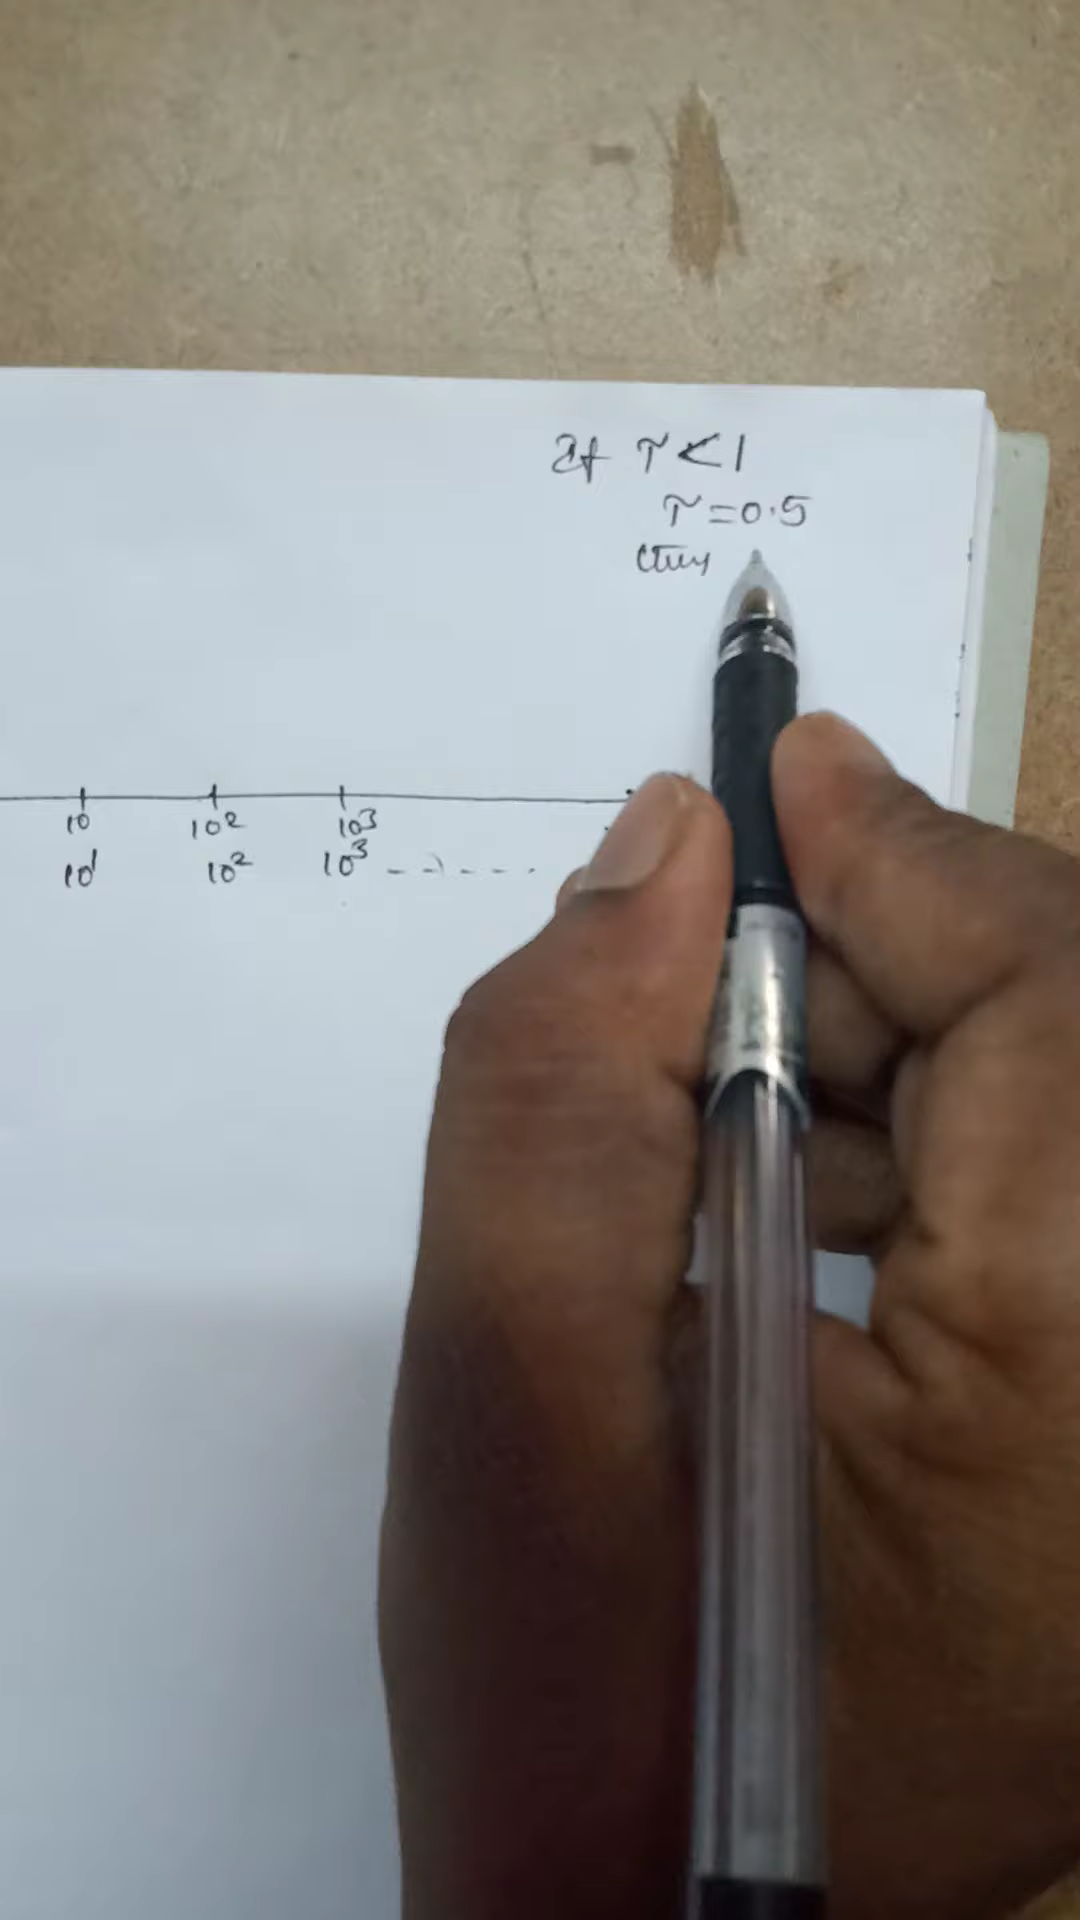 If r < 1
r = 0.5
10 10² 10³
10¹ 10² 10³ - - - - - -